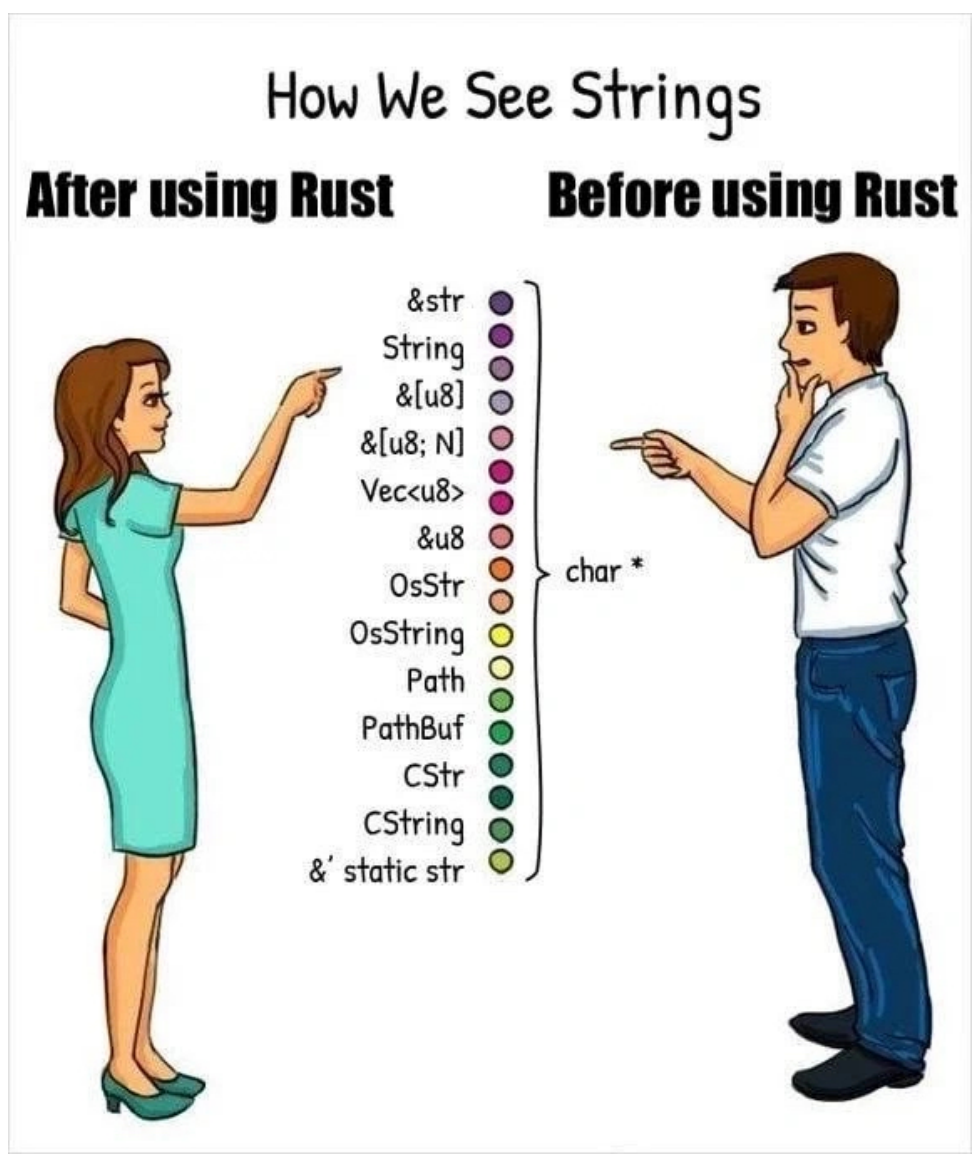 How We See Strings
After using Rust
Before using Rust
&str
String
&[u8]
&[u8; N]
Vec<u8>
&u8
OsStr
OsString
Path
PathBuf
CStr
CString
&' static str
char *